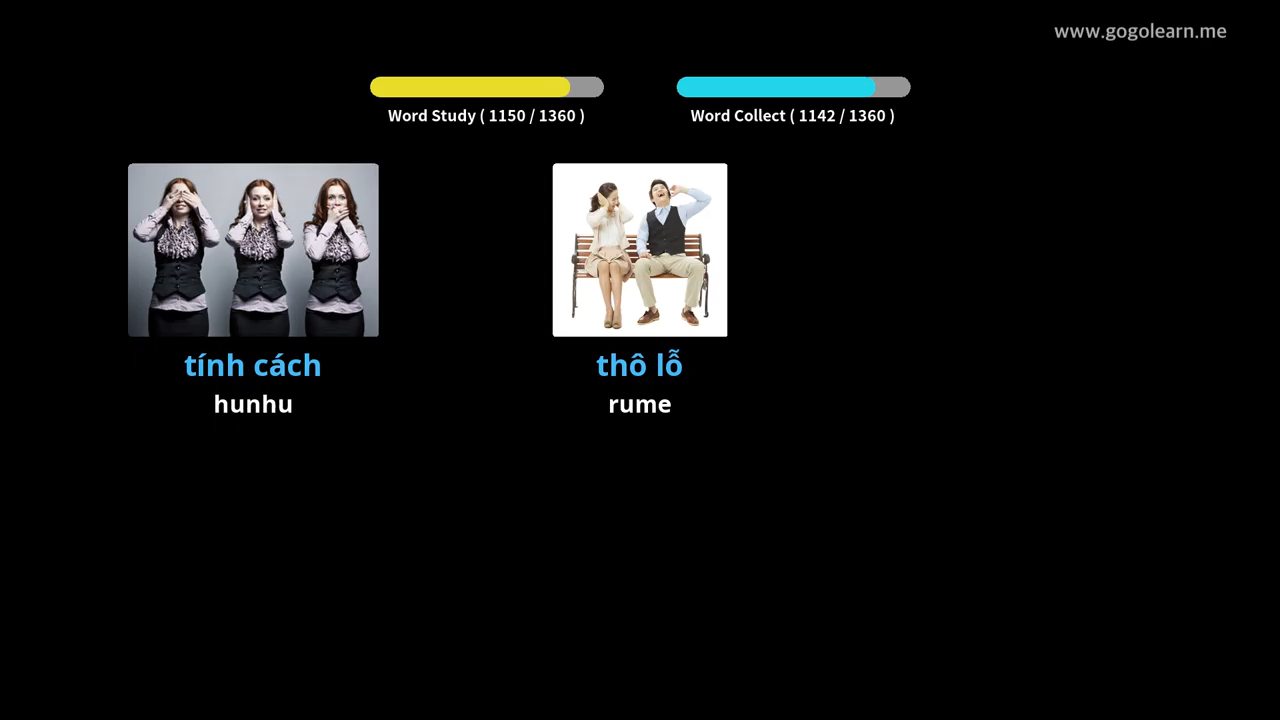 www.gogolearn.me
Word Study ( 1150 / 1360 )
Word Collect ( 1142 / 1360 )
tính cách
hunhu
thô lỗ
rume